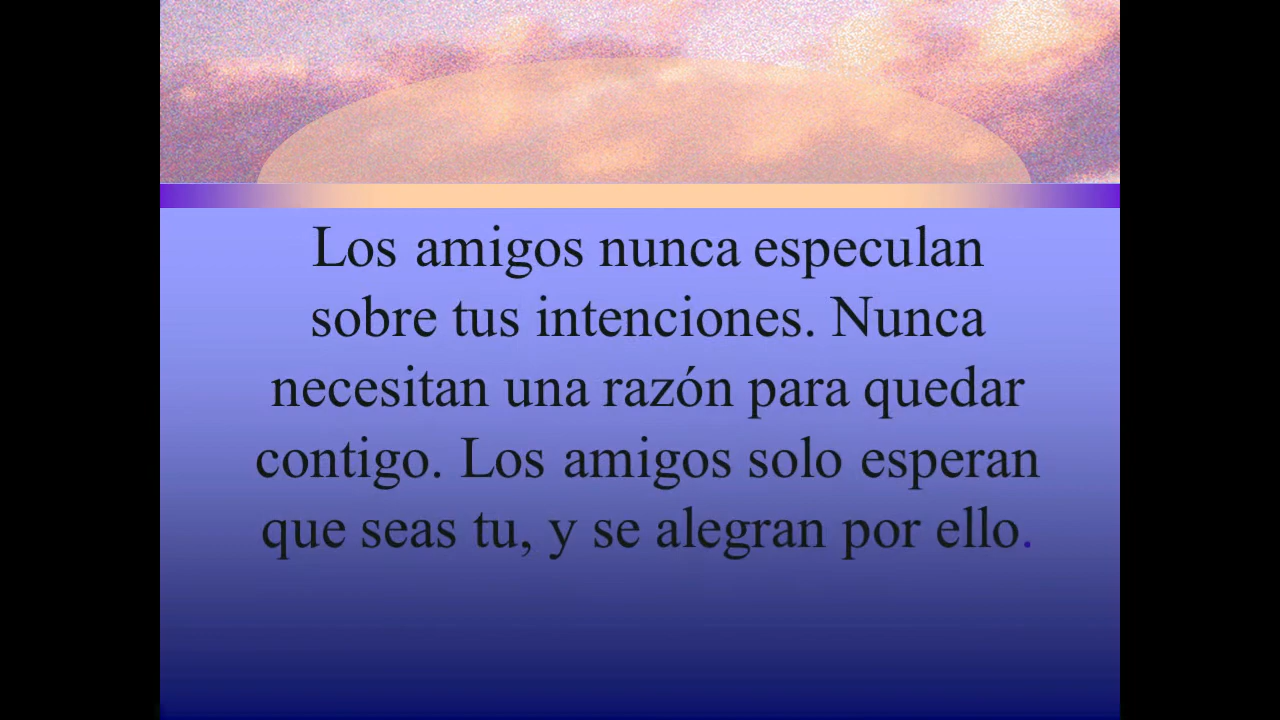 Los amigos nunca especulan
sobre tus intenciones. Nunca
necesitan una razón para quedar
contigo. Los amigos solo esperan
que seas tu, y se alegran por ello.